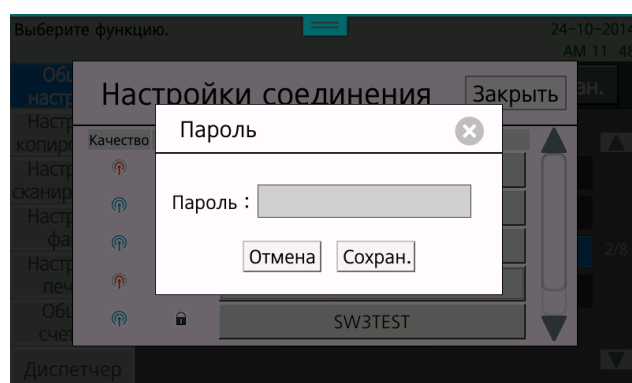 Выберите функцию.
24-10-2014
AM 11 48
Настройки соединения
Закрыть
Качество
Пароль
Пароль :
Отмена
Сохран.
SW3TEST
2/8
Диспетчер